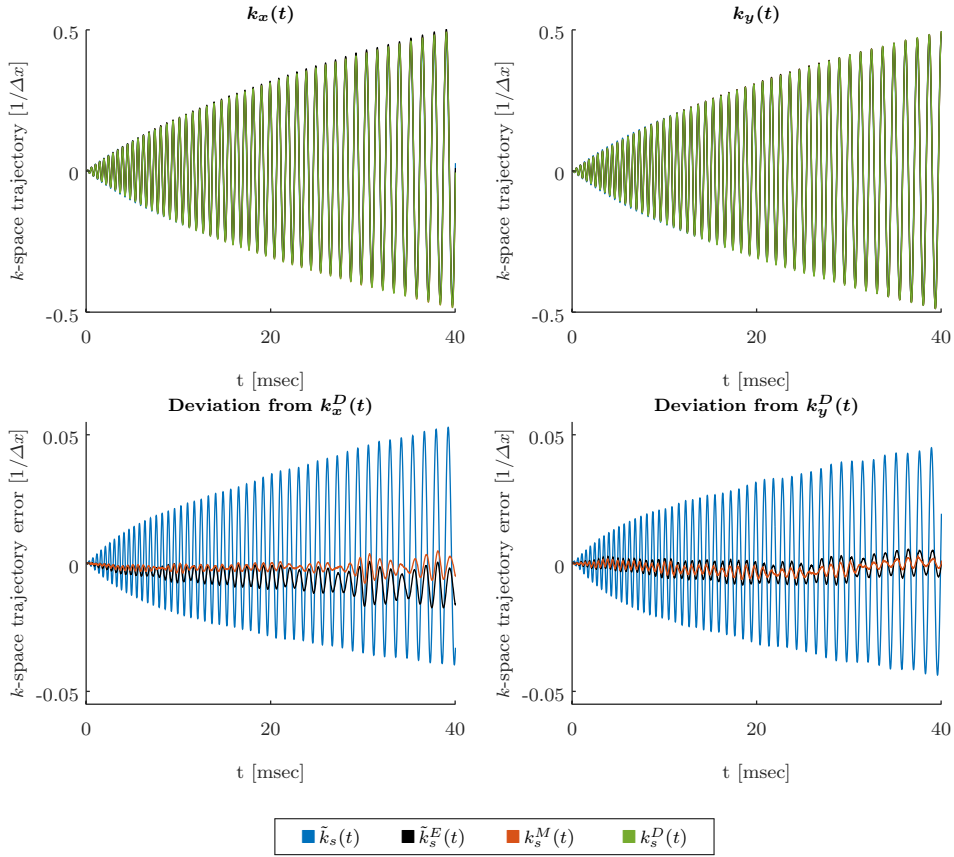 k_x(t)
k_y(t)
k-space trajectory [1/Δx]
0.5
0
-0.5
0
20
40
t [msec]
k-space trajectory [1/Δx]
0.5
0
-0.5
0
20
40
t [msec]
Deviation from k_x^D(t)
Deviation from k_y^D(t)
k-space trajectory error [1/Δx]
0.05
0
-0.05
0
20
40
t [msec]
k-space trajectory error [1/Δx]
0.05
0
-0.05
0
20
40
t [msec]
k̃_s(t) k̃_s^E(t) k_s^M(t) k_s^D(t)